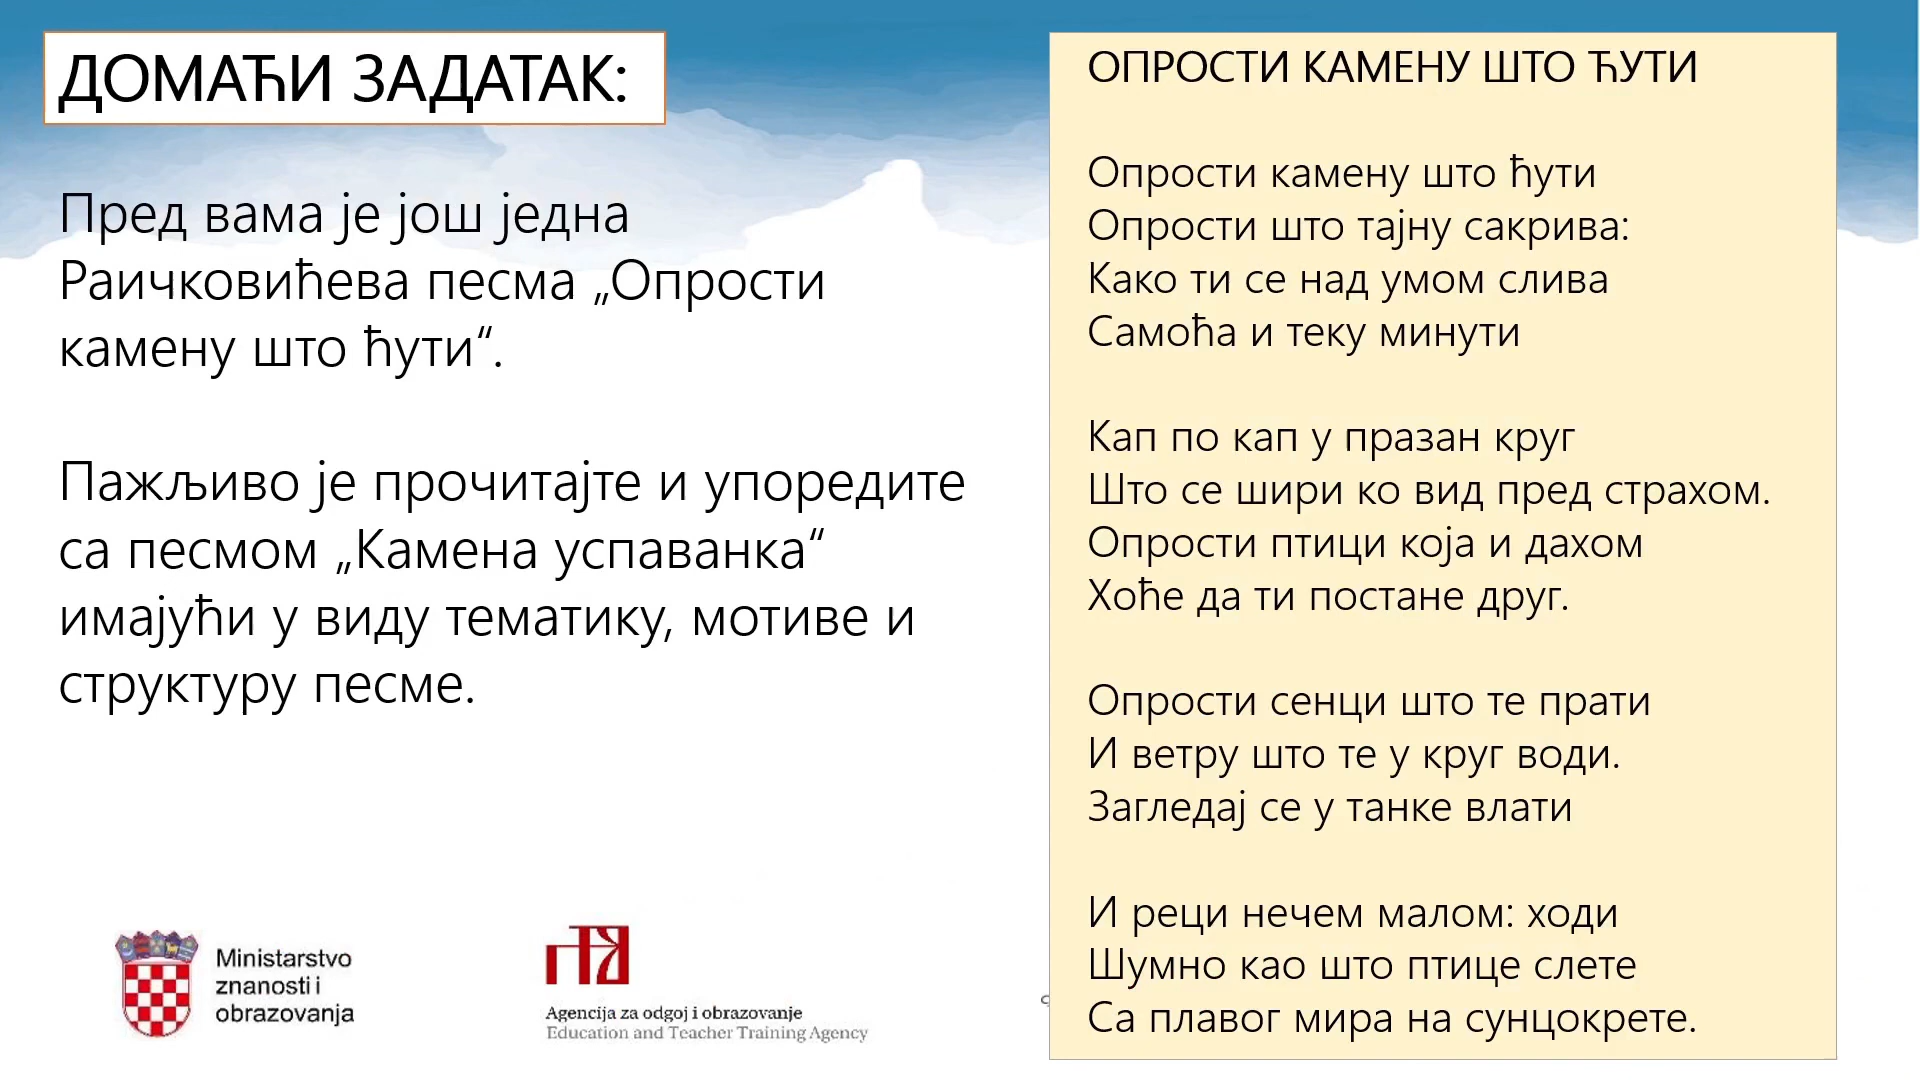 ДОМАЋИ ЗАДАТАК:
Пред вама је још једна
Раичковићева песма „Опрости
камену што ћути“.
Пажљиво је прочитајте и упоредите
са песмом „Камена успаванка“
имајући у виду тематику, мотиве и
структуру песме.
Ministarstvo
znanosti i
obrazovanja
Agencija za odgoj i obrazovanje
Education and Teacher Training Agency
ОПРОСТИ КАМЕНУ ШТО ЋУТИ
Опрости камену што ћути
Опрости што тајну сакрива:
Како ти се над умом слива
Самоћа и теку минути
Кап по кап у празан круг
Што се шири ко вид пред страхом.
Опрости птици која и дахом
Хоће да ти постане друг.
Опрости сенци што те прати
И ветру што те у круг води.
Загледај се у танке влати
И реци нечем малом: ходи
Шумно као што птице слете
Са плавог мира на сунцокрете.